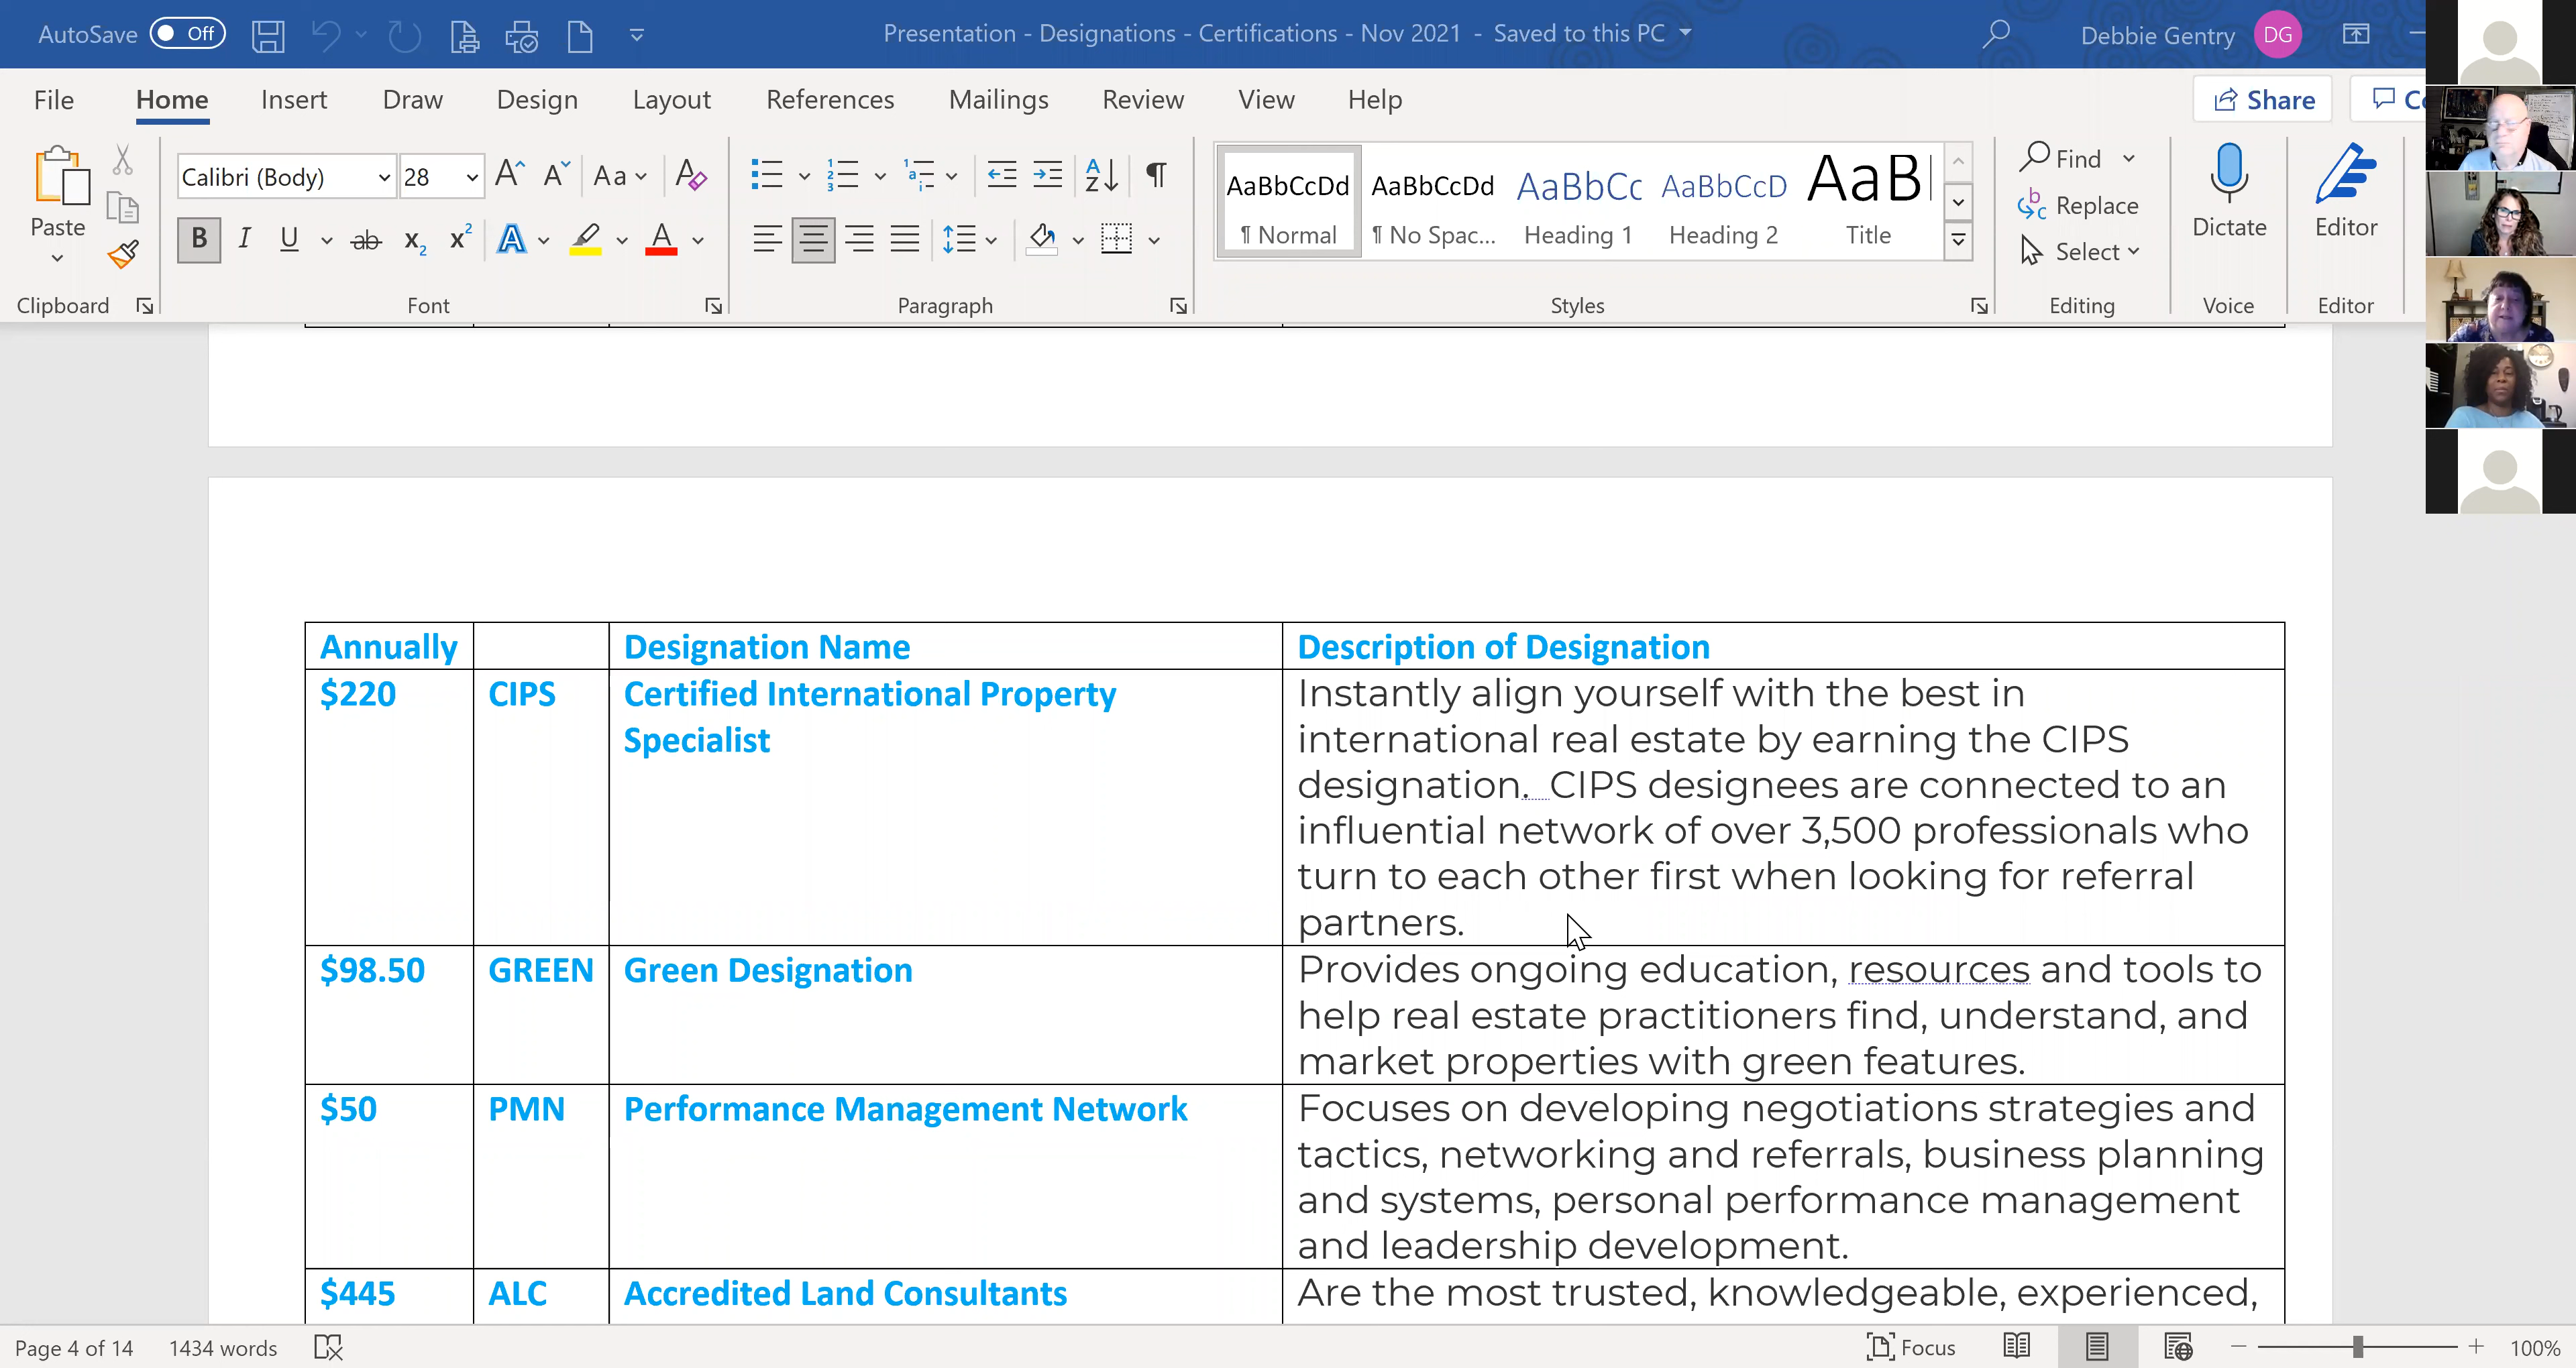 AutoSave Off Presentation - Designations - Certifications - Nov 2021 - Saved to this PC Debbie Gentry DG
File Home Insert Draw Design Layout References Mailings Review View Help Share
Paste
Clipboard
Calibri (Body) 28
Font
Paragraph
AaBbCcDd AaBbCcDd AaBbCc AaBbCcD AaB
¶ Normal ¶ No Spac... Heading 1 Heading 2 Title
Styles
Find
Replace
Select
Editing
Dictate
Voice
Editor
Editor
Annually Designation Name Description of Designation
$220 CIPS Certified International Property Instantly align yourself with the best in
Specialist international real estate by earning the CIPS
designation. CIPS designees are connected to an
influential network of over 3,500 professionals who
turn to each other first when looking for referral
partners.
$98.50 GREEN Green Designation Provides ongoing education, resources and tools to
help real estate practitioners find, understand, and
market properties with green features.
$50 PMN Performance Management Network Focuses on developing negotiations strategies and
tactics, networking and referrals, business planning
and systems, personal performance management
and leadership development.
$445 ALC Accredited Land Consultants Are the most trusted, knowledgeable, experienced,
Page 4 of 14 1434 words Focus 100%